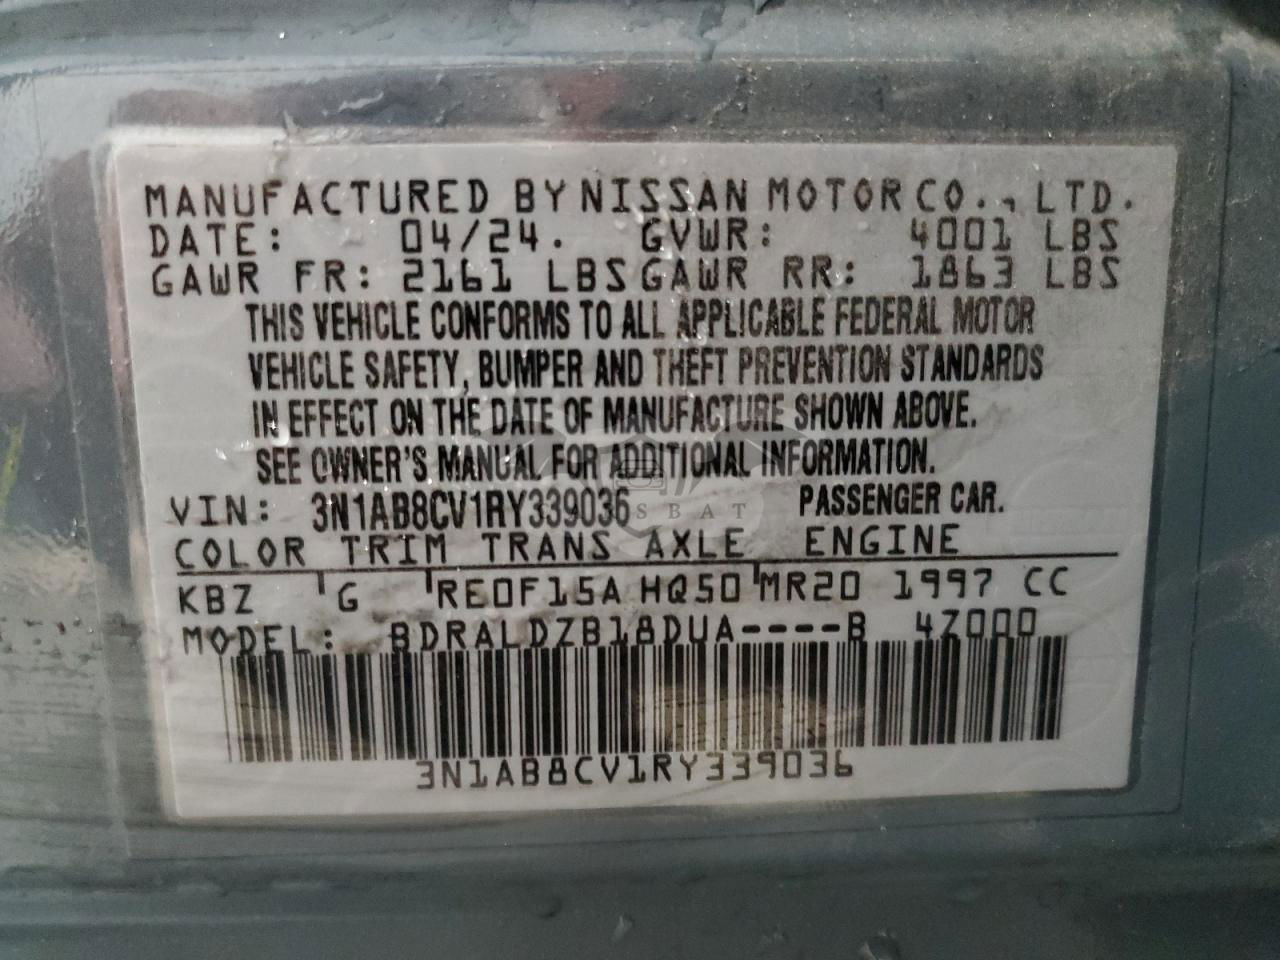 MANUFACTURED BY NISSAN MOTOR CO., LTD.
DATE: 04/24. GVWR: 4001 LBS
GAWR FR: 2161 LBS GAWR RR: 1863 LBS
THIS VEHICLE CONFORMS TO ALL APPLICABLE FEDERAL MOTOR
VEHICLE SAFETY, BUMPER AND THEFT PREVENTION STANDARDS
IN EFFECT ON THE DATE OF MANUFACTURE SHOWN ABOVE.
SEE OWNER'S MANUAL FOR ADDITIONAL INFORMATION.
VIN: 3N1AB8CV1RY339036 PASSENGER CAR.
SBAT
COLOR TRIM TRANS AXLE ENGINE
KBZ G RE0F15A HQ50 MR20 1997 CC
MODEL: BDRALDZB18DUA----B 4Z000
3N1AB8CV1RY339036